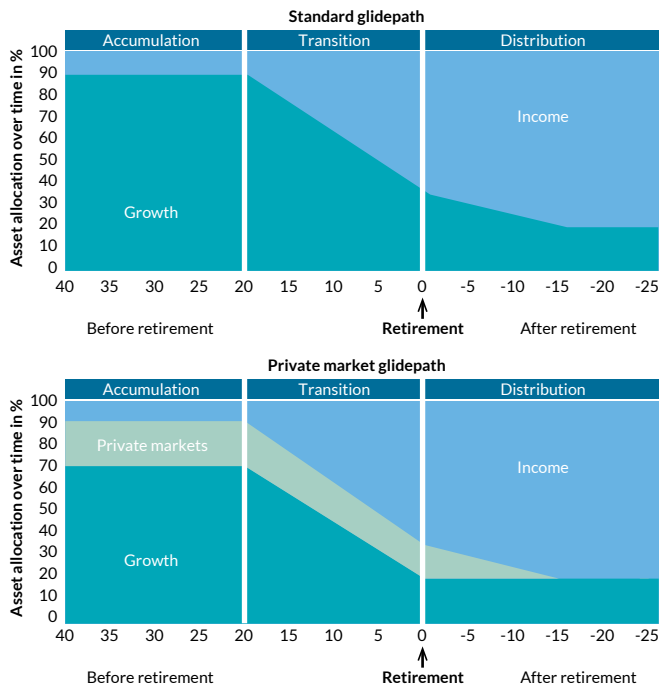 Standard glidepath
Accumulation Transition Distribution
Asset allocation over time in %
100
90
80
70
60
50
40
30
20
10
0
Income
Growth
40 35 30 25 20 15 10 5 0 -5 -10 -15 -20 -25
Before retirement Retirement After retirement
Private market glidepath
Accumulation Transition Distribution
Asset allocation over time in %
100
90
80
70
60
50
40
30
20
10
0
Private markets
Income
Growth
40 35 30 25 20 15 10 5 0 -5 -10 -15 -20 -25
Before retirement Retirement After retirement